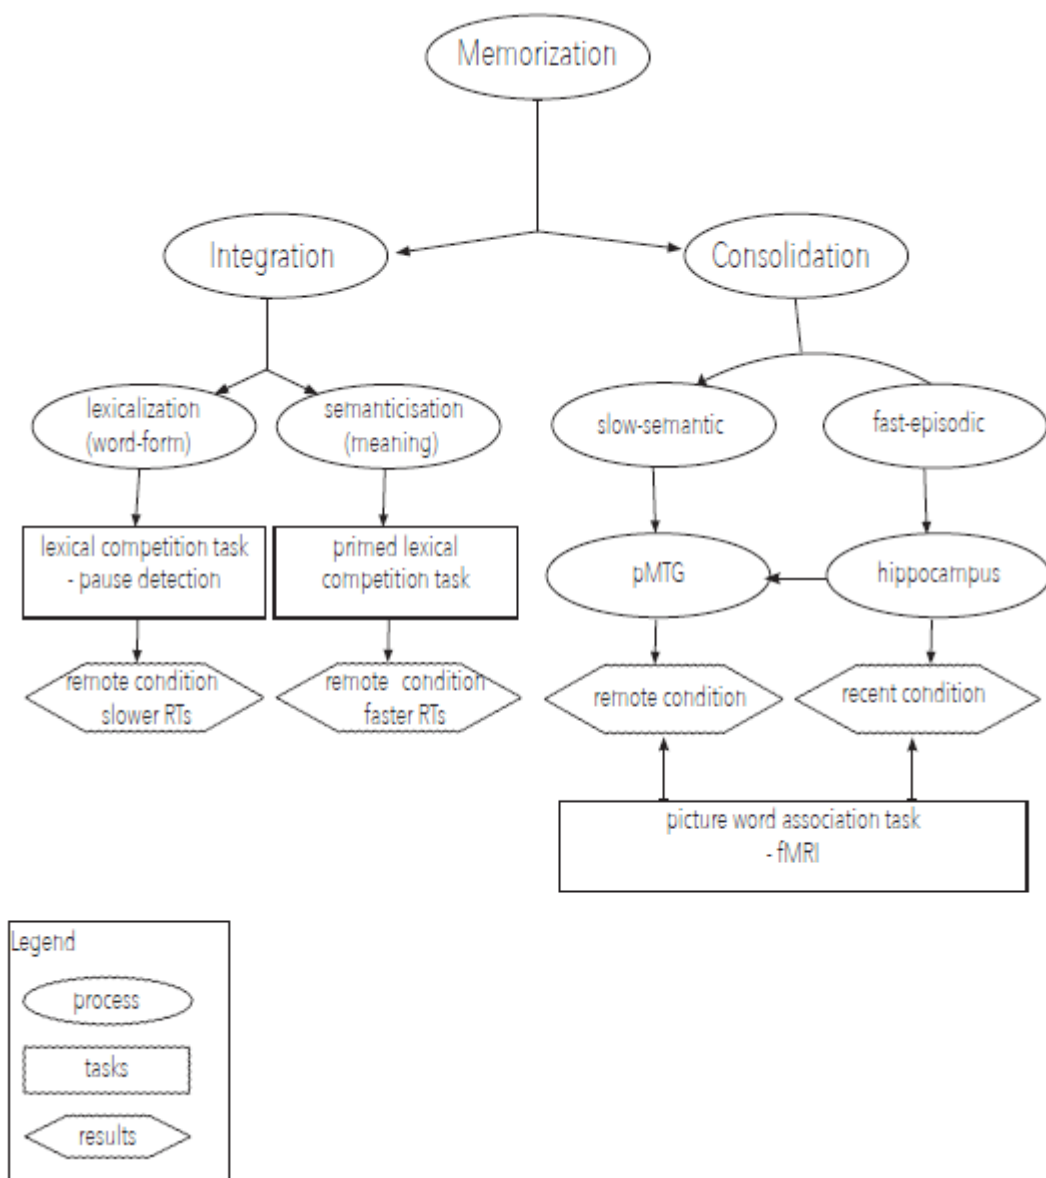 Memorization
Integration
Consolidation
lexicalization
(word-form)
semanticisation
(meaning)
slow-semantic
fast-episodic
lexical competition task
- pause detection
primed lexical
competition task
pMTG
hippocampus
remote condition
slower RTs
remote condition
faster RTs
remote condition
recent condition
picture word association task
- fMRI
Legend
process
tasks
results